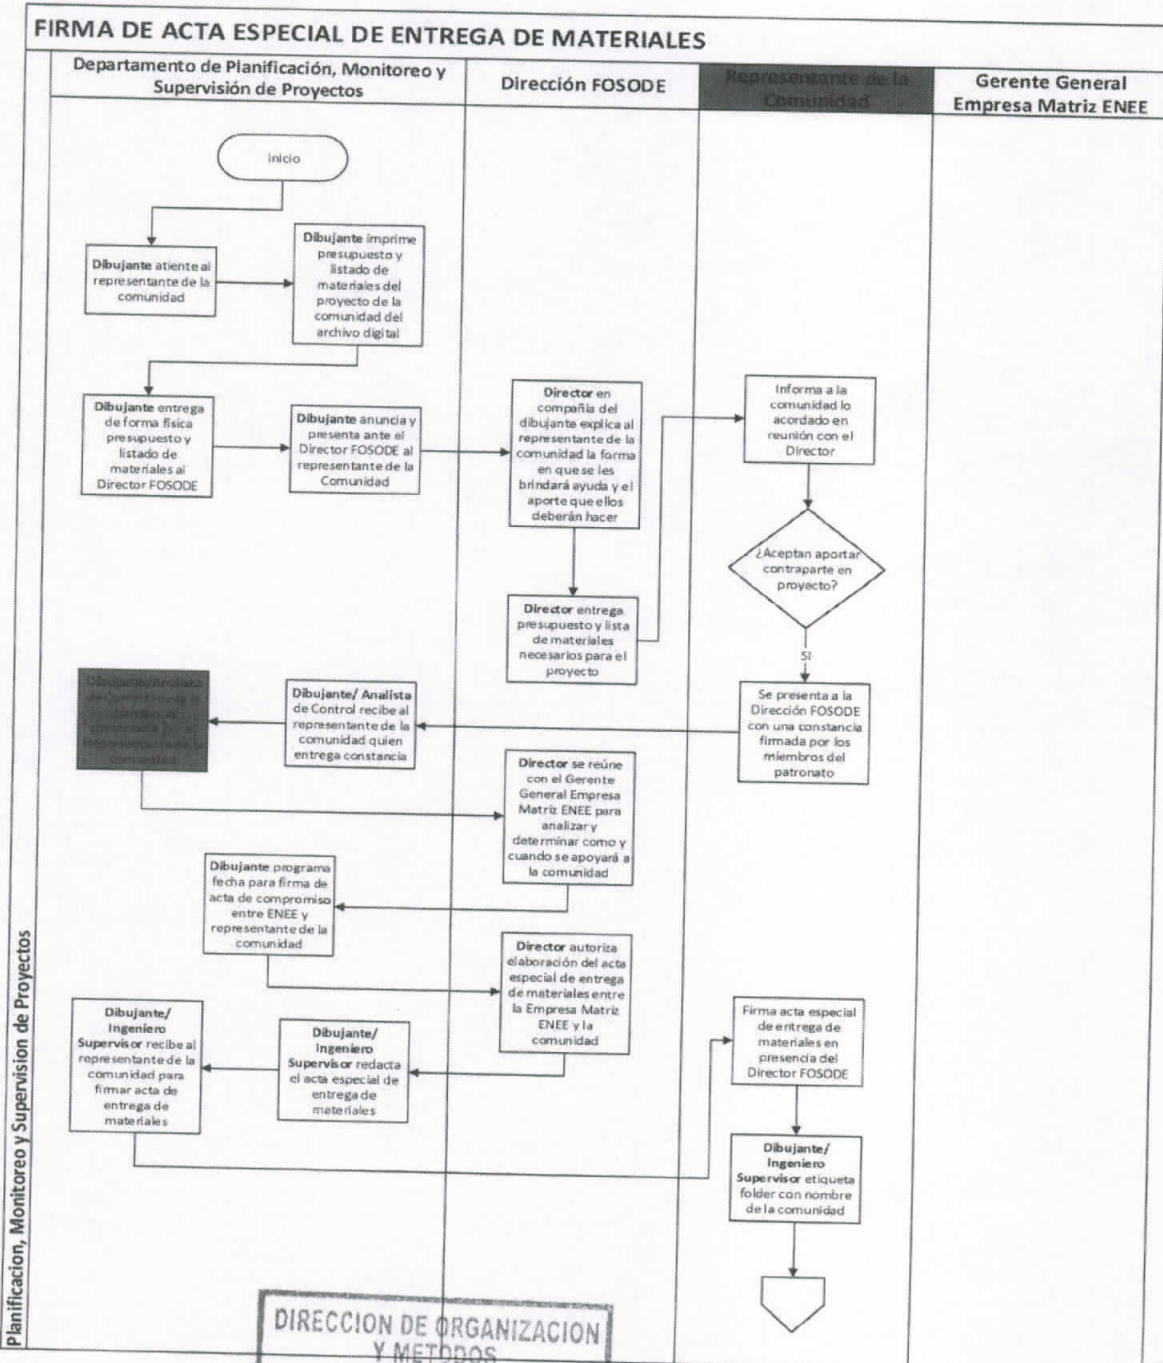 FIRMA DE ACTA ESPECIAL DE ENTREGA DE MATERIALES
Departamento de Planificación, Monitoreo y
Supervisión de Proyectos
Dirección FOSODE
Representante de la
Comunidad
Gerente General
Empresa Matriz ENEE
Inicio
Dibujante atiente al
representante de la
comunidad
Dibujante imprime
presupuesto y
listado de
materiales del
proyecto de la
comunidad del
archivo digital
Dibujante entrega
de forma física
presupuesto y
listado de
materiales al
Director FOSODE
Dibujante anuncia y
presenta ante el
Director FOSODE al
representante de la
Comunidad
Director en
compañía del
dibujante explica al
representante de la
comunidad la forma
en que se les
brindará ayuda y el
aporte que ellos
deberán hacer
Director entrega
presupuesto y lista
de materiales
necesarios para el
proyecto
Informa a la
comunidad lo
acordado en
reunión con el
Director
¿Aceptan aportar
contraparte en
proyecto?
SI
Se presenta a la
Dirección FOSODE
con una constancia
firmada por los
miembros del
patronato
Dibujante/ Analista
de Control recibe al
representante de la
comunidad quien
entrega constancia
Dibujante/Analista
de Control
comunidad
Director se reúne
con el Gerente
General Empresa
Matriz ENEE para
analizar y
determinar como y
cuando se apoyará a
la comunidad
Dibujante programa
fecha para firma de
acta de compromiso
entre ENEE y
representante de la
comunidad
Director autoriza
elaboración del acta
especial de entrega
de materiales entre
la Empresa Matriz
ENEE y la
comunidad
Dibujante/
Ingeniero
Supervisor redacta
el acta especial de
entrega de
materiales
Dibujante/
Ingeniero
Supervisor recibe al
representante de la
comunidad para
firmar acta de
entrega de
materiales
Firma acta especial
de entrega de
materiales en
presencia del
Director FOSODE
Dibujante/
Ingeniero
Supervisor etiqueta
folder con nombre
de la comunidad
Planificacion, Monitoreo y Supervision de Proyectos
DIRECCION DE ORGANIZACION
Y METODOS